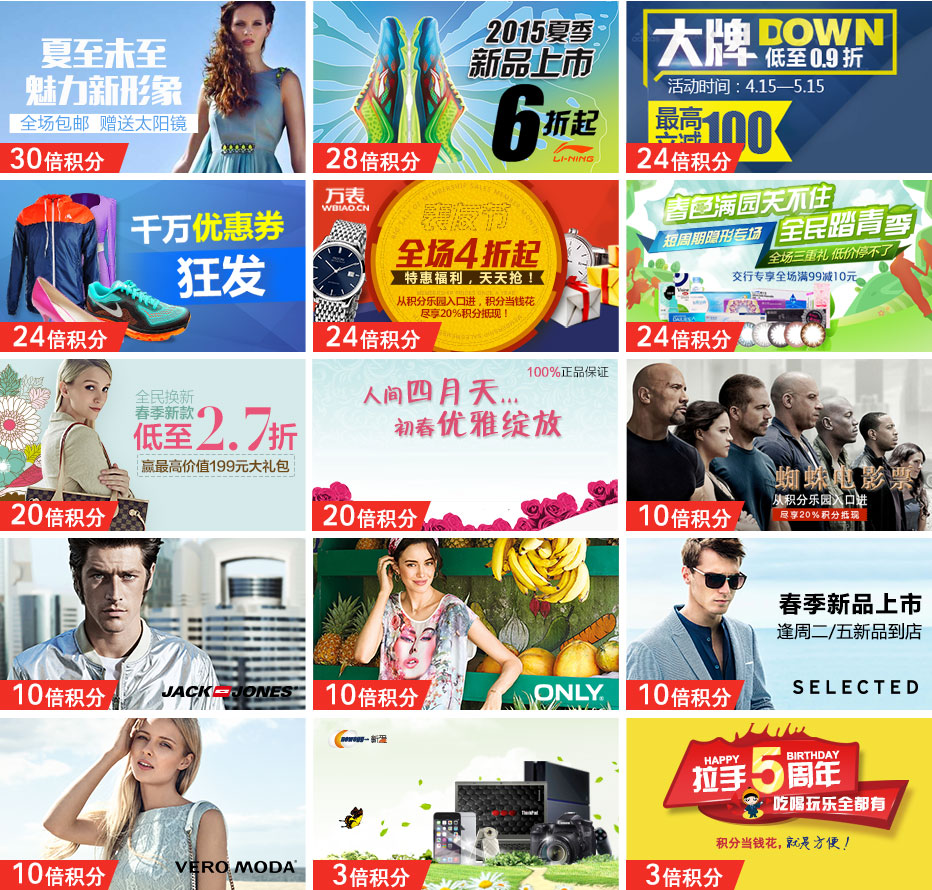 夏至未至
魅力新形象
全场包邮 赠送太阳镜
30倍积分
2015夏季
新品上市
6折起
LI-NING
28倍积分
大牌DOWN
低至0.9折
活动时间：4.15—5.15
最高
立减100
24倍积分
千万优惠券
狂发
24倍积分
万表
WBIAO.CN
表友节
全场4折起
特惠福利，天天抢！
从积分乐园入口进，积分当钱花
尽享20%积分抵现！
24倍积分
春色满园关不住
短周期隐形专场
全民踏青季
全场三重礼 低价停不了
交行专享全场满99减10元
24倍积分
全民换新
春季新款
低至2.7折
赢最高价值199元大礼包
20倍积分
100%正品保证
人间四月天...
初春优雅绽放
20倍积分
蜘蛛电影票
从积分乐园入口进
尽享20%积分抵现
10倍积分
JACK JONES
10倍积分
ONLY
10倍积分
春季新品上市
逢周二/五新品到店
SELECTED
10倍积分
VERO MODA
10倍积分
newegg 新蛋
ThinkPad
3倍积分
HAPPY BIRTHDAY
拉手5周年
吃喝玩乐全都有
积分当钱花，就是方便！
3倍积分